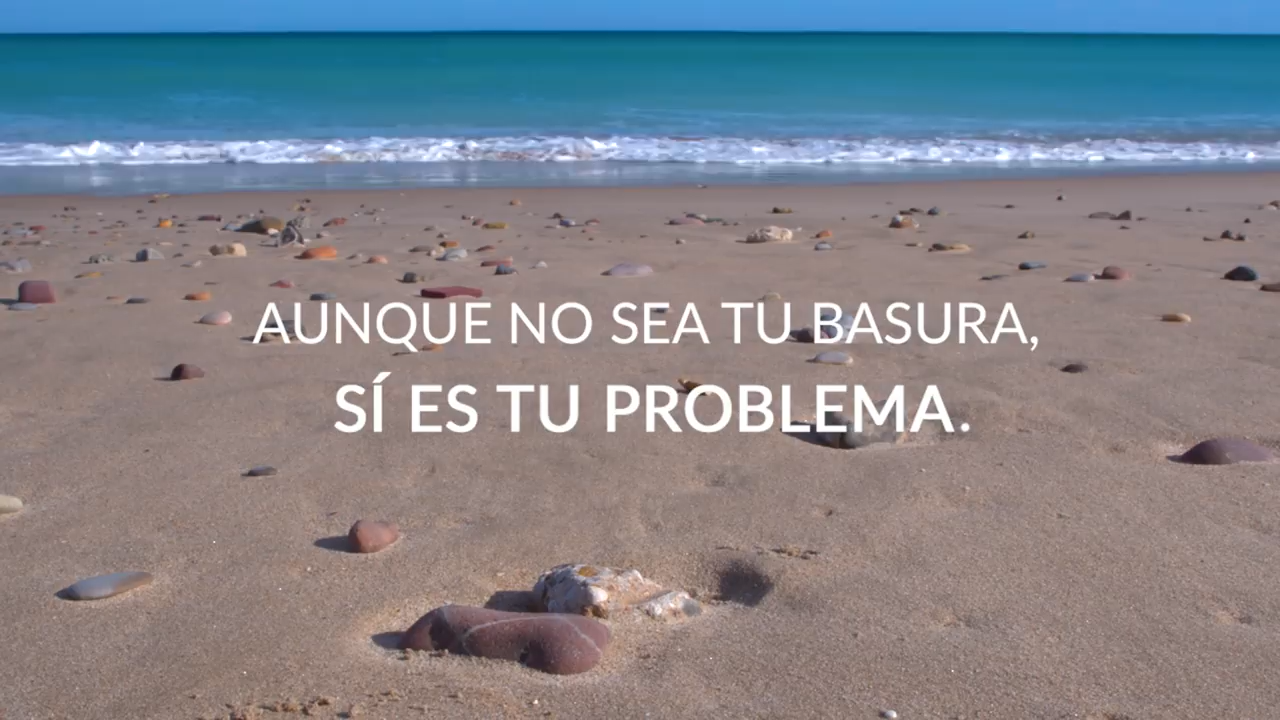 AUNQUE NO SEA TU BASURA,
SÍ ES TU PROBLEMA.